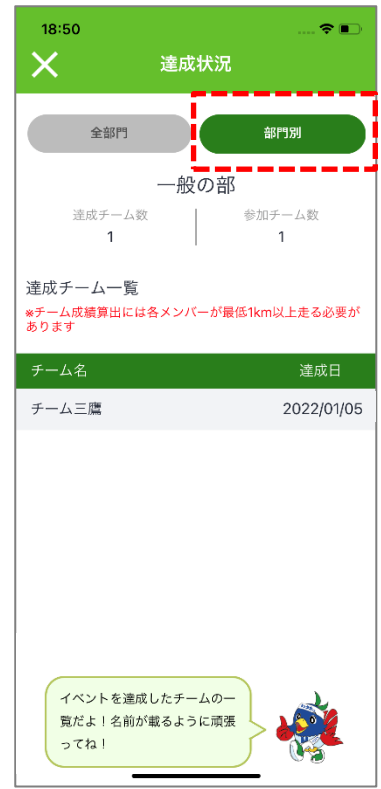 18:50
達成状況
全部門
部門別
一般の部
達成チーム数
参加チーム数
1
1
達成チーム一覧
※チーム成績算出には各メンバーが最低1km以上走る必要が
あります
チーム名
達成日
チーム三鷹
2022/01/05
イベントを達成したチームの一
覧だよ！名前が載るように頑張
ってね！